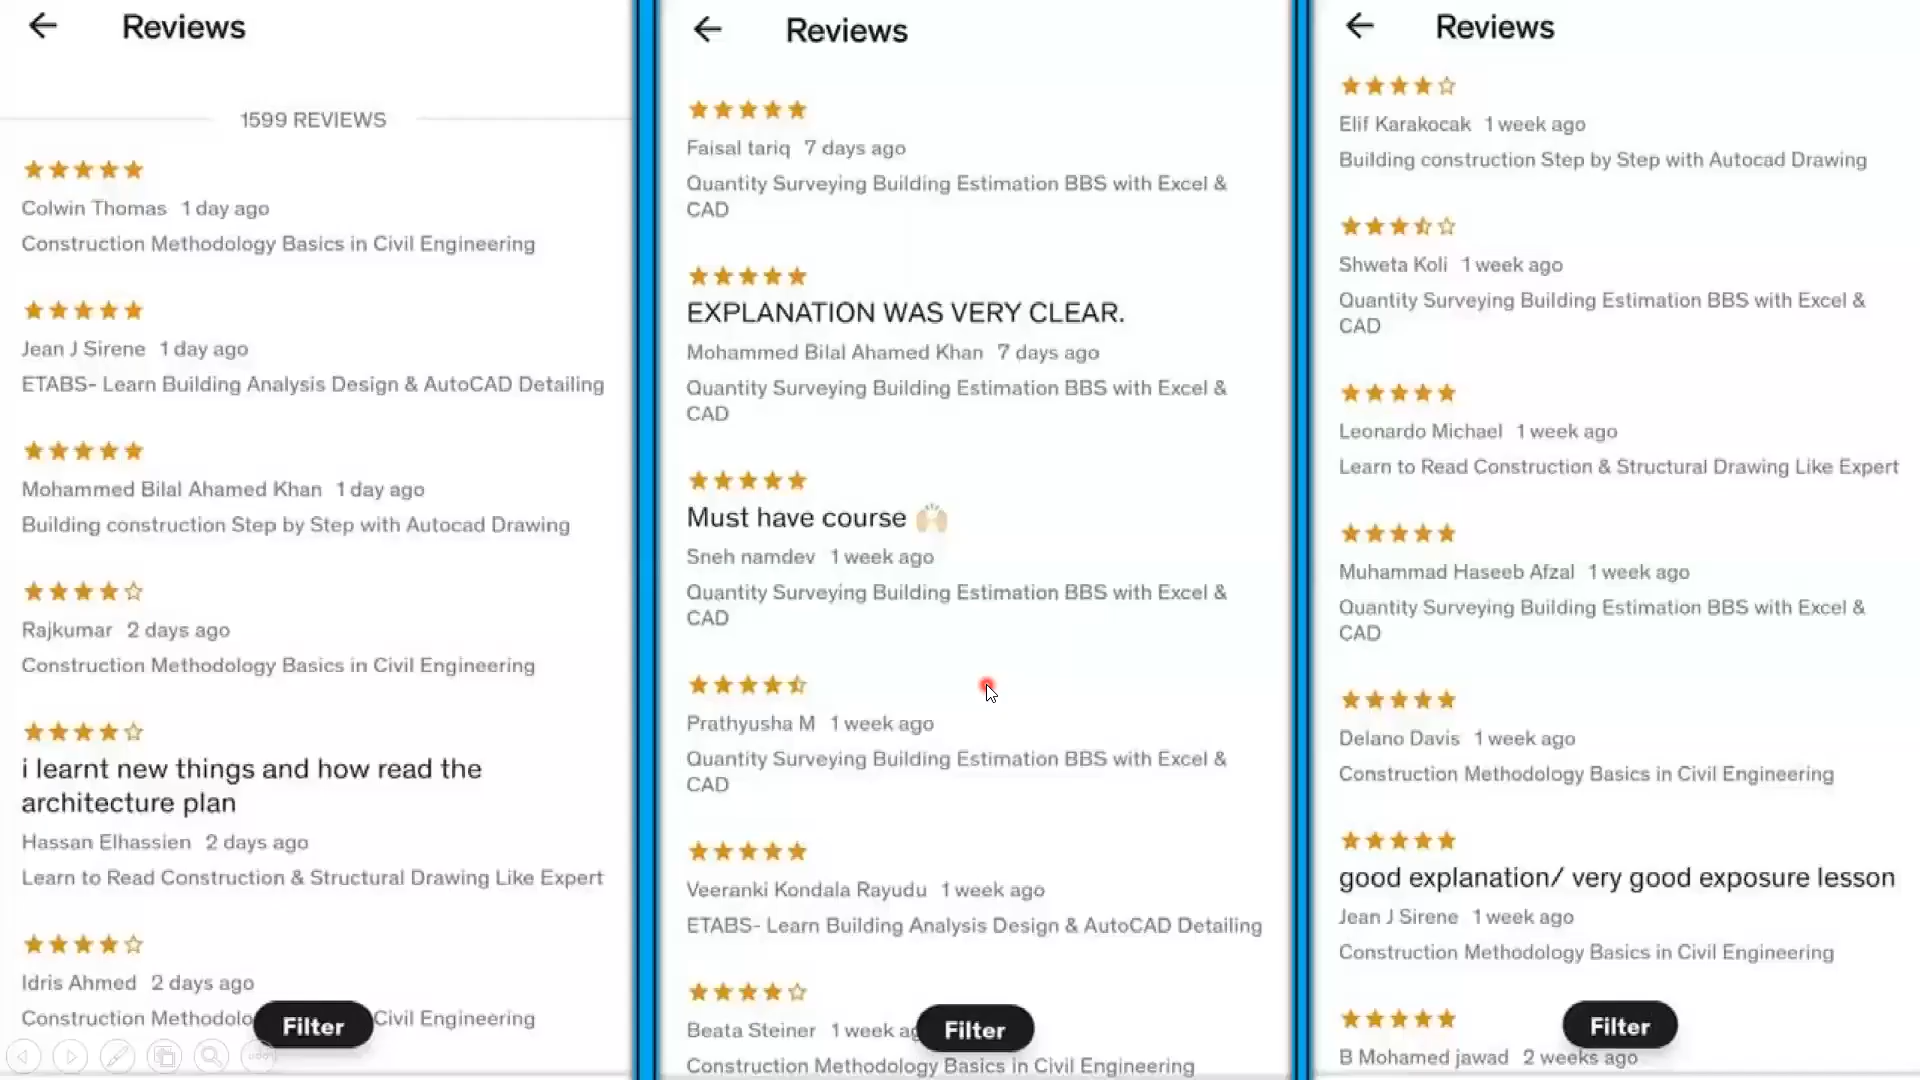 Reviews
1599 REVIEWS
Colwin Thomas 1 day ago
Construction Methodology Basics in Civil Engineering
Jean J Sirene 1 day ago
ETABS- Learn Building Analysis Design & AutoCAD Detailing
Mohammed Bilal Ahamed Khan 1 day ago
Building construction Step by Step with Autocad Drawing
Rajkumar 2 days ago
Construction Methodology Basics in Civil Engineering
i learnt new things and how read the
architecture plan
Hassan Elhassien 2 days ago
Learn to Read Construction & Structural Drawing Like Expert
Idris Ahmed 2 days ago
Construction Methodolo Civil Engineering
Filter
Reviews
Faisal tariq 7 days ago
Quantity Surveying Building Estimation BBS with Excel &
CAD
EXPLANATION WAS VERY CLEAR.
Mohammed Bilal Ahamed Khan 7 days ago
Quantity Surveying Building Estimation BBS with Excel &
CAD
Must have course 🙌🏻
Sneh namdev 1 week ago
Quantity Surveying Building Estimation BBS with Excel &
CAD
Prathyusha M 1 week ago
Quantity Surveying Building Estimation BBS with Excel &
CAD
Veeranki Kondala Rayudu 1 week ago
ETABS- Learn Building Analysis Design & AutoCAD Detailing
Beata Steiner 1 week ag
Filter
Construction Methodology Basics in Civil Engineering
Reviews
Elif Karakocak 1 week ago
Building construction Step by Step with Autocad Drawing
Shweta Koli 1 week ago
Quantity Surveying Building Estimation BBS with Excel &
CAD
Leonardo Michael 1 week ago
Learn to Read Construction & Structural Drawing Like Expert
Muhammad Haseeb Afzal 1 week ago
Quantity Surveying Building Estimation BBS with Excel &
CAD
Delano Davis 1 week ago
Construction Methodology Basics in Civil Engineering
good explanation/ very good exposure lesson
Jean J Sirene 1 week ago
Construction Methodology Basics in Civil Engineering
Filter
B Mohamed jawad 2 weeks ago